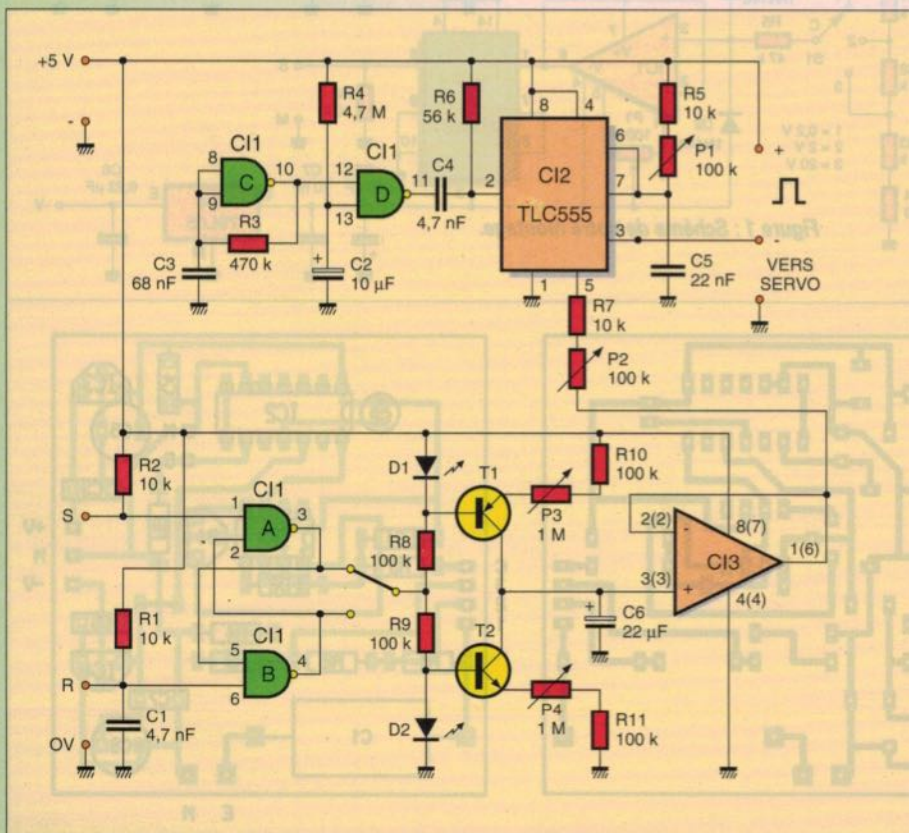 +5 V
-
R4
4,7 M
R6
56 k
8
4
R5
10 k
8
9
C
10
CI1
12
13
CI1
D
11
C4
4,7 nF
2
CI2
TLC555
6
7
3
P1
100 k
+
-
R3
470 k
C3
68 nF
+
C2
10 µF
1
5
C5
22 nF
VERS
SERVO
R7
10 k
P2
100 k
R2
10 k
S
CI1
1
2
A
3
D1
T1
P3
1 M
R10
100 k
R8
100 k
2(2)
-
8(7)
CI3
1(6)
3(3)
+
4(4)
R1
10 k
R9
100 k
+
C6
22 µF
CI1
5
6
B
4
T2
P4
1 M
R11
100 k
R
C1
4,7 nF
D2
OV
Figure 1 : Schéma de